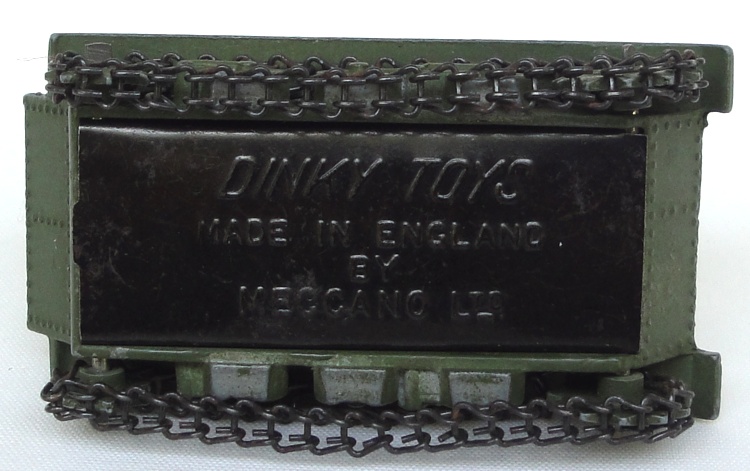 DINKY TOYS
MADE IN ENGLAND
BY
MECCANO LTD